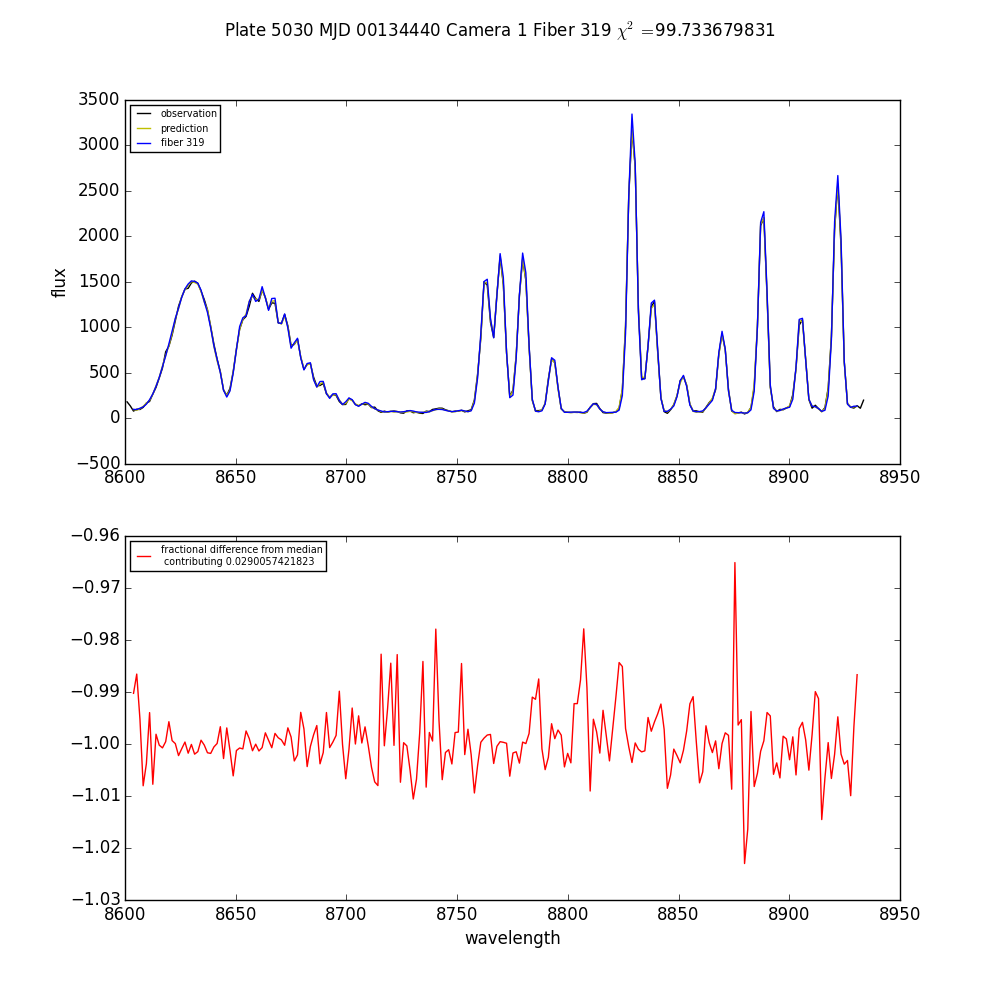 Plate 5030 MJD 00134440 Camera 1 Fiber 319 χ² =99.733679831
3500
3000
2500
2000
1500
1000
500
0
−500
flux
observation
prediction
fiber 319
8600 8650 8700 8750 8800 8850 8900 8950
−0.96
−0.97
−0.98
−0.99
−1.00
−1.01
−1.02
−1.03
fractional difference from median
contributing 0.0290057421823
8600 8650 8700 8750 8800 8850 8900 8950
wavelength